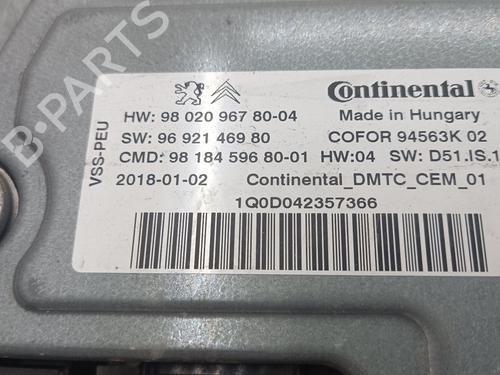 Continental
HW: 98 020 967 80-04 Made in Hungary
SW: 96 921 469 80 COFOR 94563K 02
CMD: 98 184 596 80-01 HW:04 SW: D51.IS.1
2018-01-02 Continental_DMTC_CEM_01
1Q0D042357366
VSS-PEU
B-PARTS